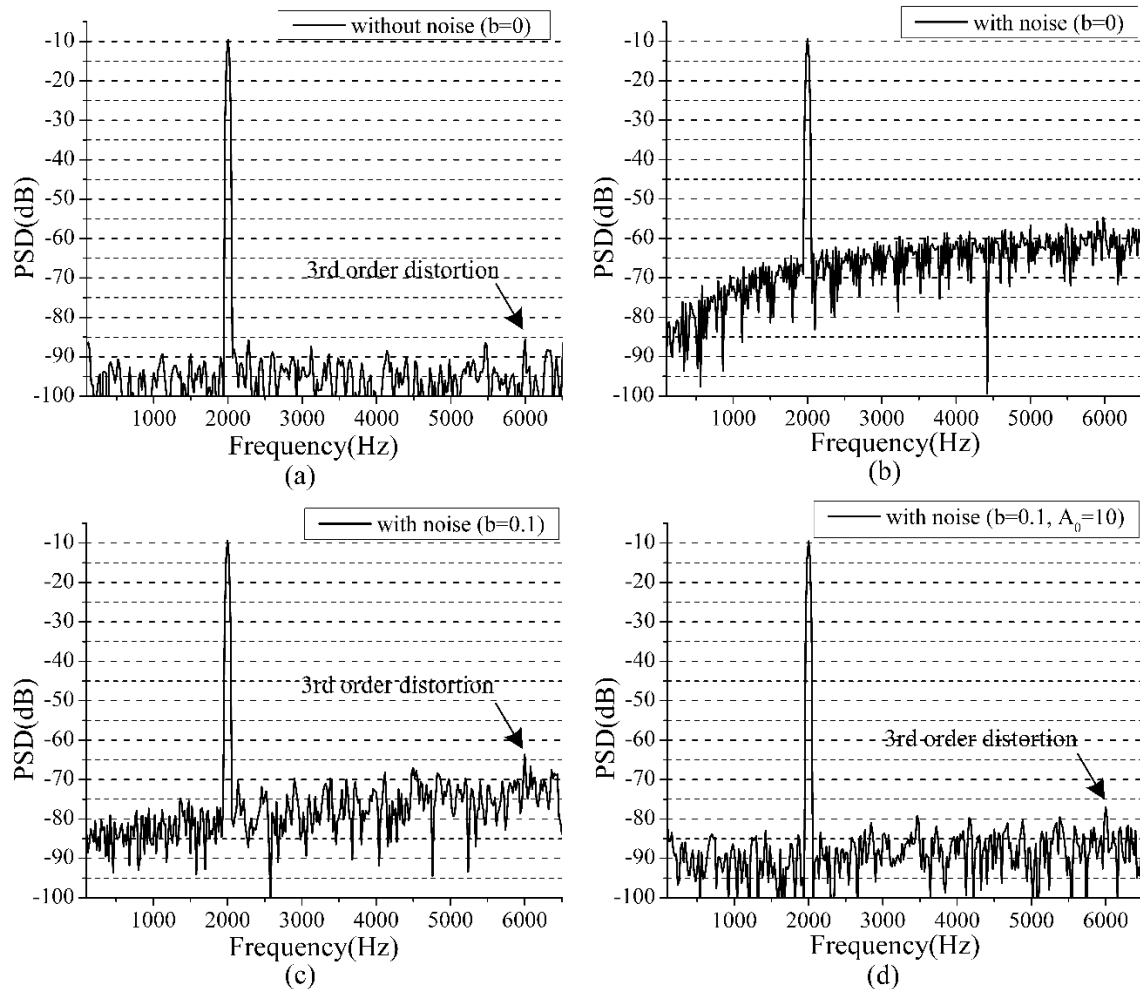 without noise (b=0)
PSD(dB)
-10
-20
-30
-40
-50
-60
-70
-80
-90
-100
3rd order distortion
1000 2000 3000 4000 5000 6000
Frequency(Hz)
(a)
with noise (b=0)
PSD(dB)
-10
-20
-30
-40
-50
-60
-70
-80
-90
-100
1000 2000 3000 4000 5000 6000
Frequency(Hz)
(b)
with noise (b=0.1)
PSD(dB)
-10
-20
-30
-40
-50
-60
-70
-80
-90
-100
3rd order distortion
1000 2000 3000 4000 5000 6000
Frequency(Hz)
(c)
with noise (b=0.1, A₀=10)
PSD(dB)
-10
-20
-30
-40
-50
-60
-70
-80
-90
-100
3rd order distortion
1000 2000 3000 4000 5000 6000
Frequency(Hz)
(d)